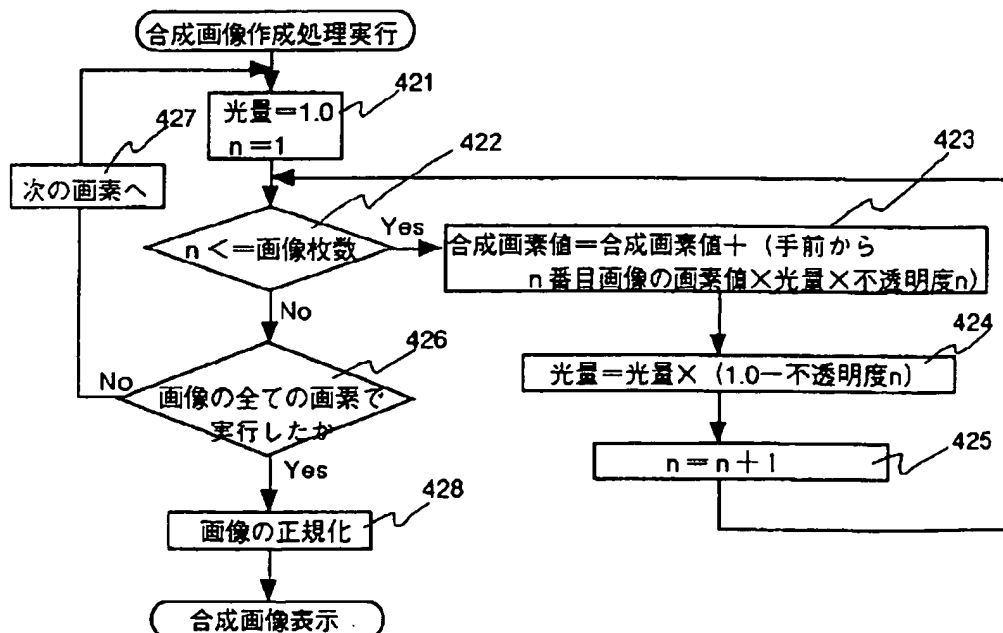 合成画像作成処理実行
421
光量=1.0
n=1
427
次の画素へ
422
n<=画像枚数
Yes
No
423
合成画素値=合成画素値+(手前から
n番目画像の画素値×光量×不透明度n)
424
光量=光量×(1.0-不透明度n)
425
n=n+1
426
画像の全ての画素で
実行したか
No
Yes
428
画像の正規化
合成画像表示